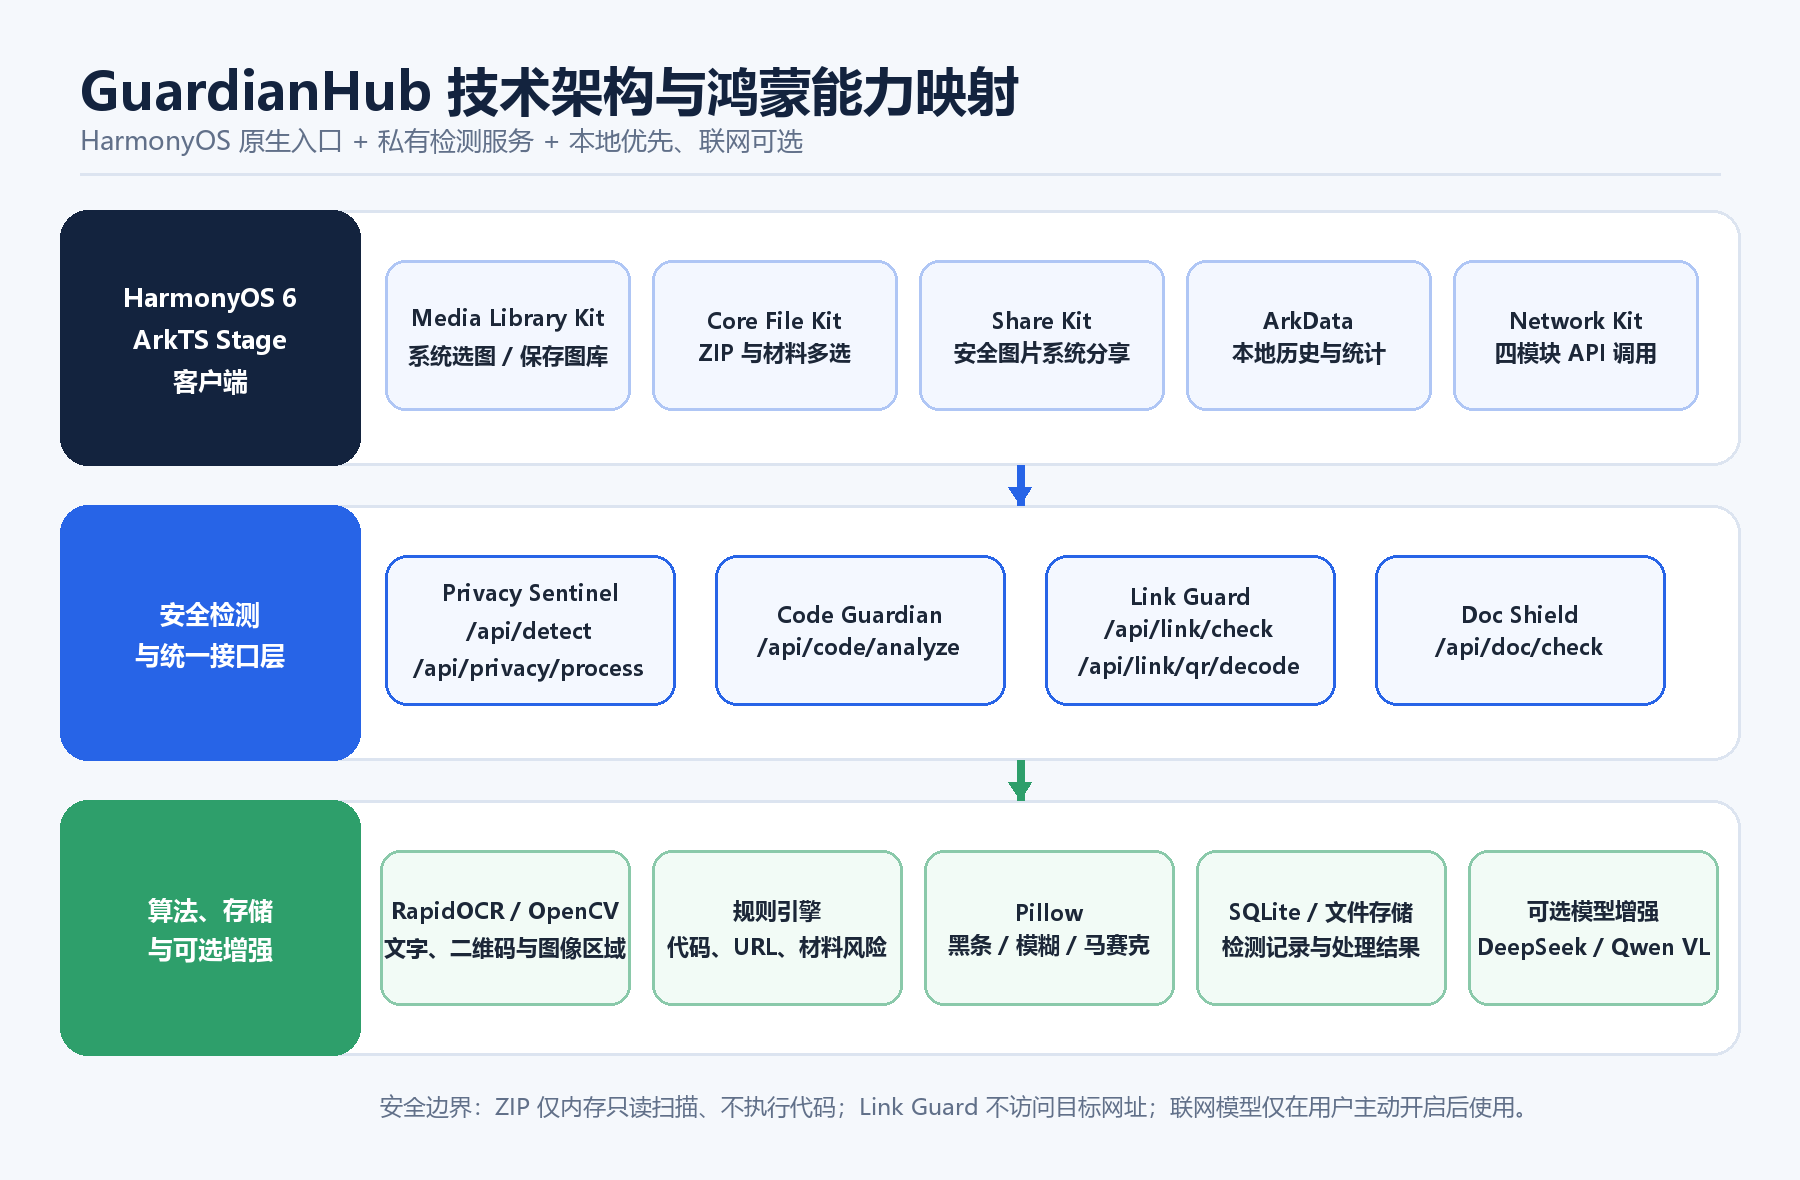 GuardianHub 技术架构与鸿蒙能力映射
HarmonyOS 原生入口 + 私有检测服务 + 本地优先、联网可选
HarmonyOS 6
ArkTS Stage
客户端
Media Library Kit
系统选图 / 保存图库
Core File Kit
ZIP 与材料多选
Share Kit
安全图片系统分享
ArkData
本地历史与统计
Network Kit
四模块 API 调用
安全检测
与统一接口层
Privacy Sentinel
/api/detect
/api/privacy/process
Code Guardian
/api/code/analyze
Link Guard
/api/link/check
/api/link/qr/decode
Doc Shield
/api/doc/check
算法、存储
与可选增强
RapidOCR / OpenCV
文字、二维码与图像区域
规则引擎
代码、URL、材料风险
Pillow
黑条 / 模糊 / 马赛克
SQLite / 文件存储
检测记录与处理结果
可选模型增强
DeepSeek / Qwen VL
安全边界：ZIP 仅内存只读扫描、不执行代码；Link Guard 不访问目标网址；联网模型仅在用户主动开启后使用。